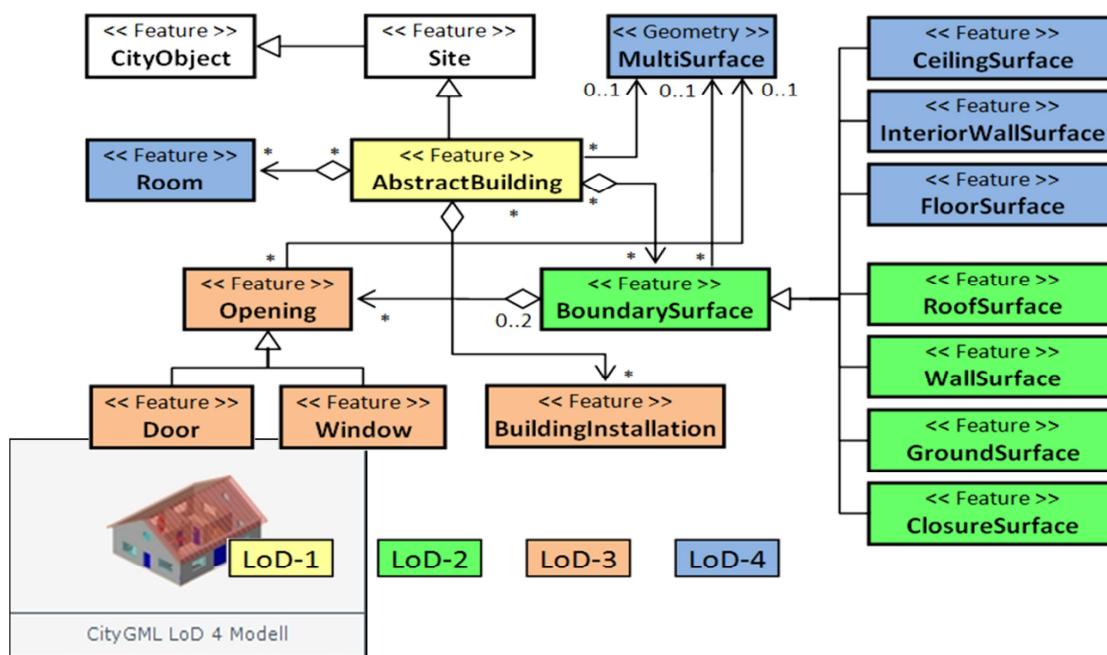 << Feature >>
CityObject
<< Feature >>
Site
<< Geometry >>
MultiSurface
<< Feature >>
CeilingSurface
0..1
0..1
0..1
<< Feature >>
InteriorWallSurface
<< Feature >>
Room
*
*
<< Feature >>
AbstractBuilding
*
*
*
<< Feature >>
FloorSurface
*
*
*
<< Feature >>
Opening
*
0..2
<< Feature >>
BoundarySurface
<< Feature >>
RoofSurface
<< Feature >>
WallSurface
*
<< Feature >>
Door
<< Feature >>
Window
<< Feature >>
BuildingInstallation
<< Feature >>
GroundSurface
<< Feature >>
ClosureSurface
LoD-1
LoD-2
LoD-3
LoD-4
CityGML LoD 4 Modell